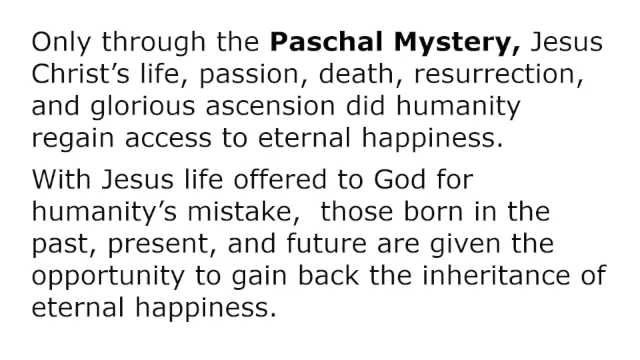 Only through the Paschal Mystery, Jesus
Christ’s life, passion, death, resurrection,
and glorious ascension did humanity
regain access to eternal happiness.
With Jesus life offered to God for
humanity’s mistake,  those born in the
past, present, and future are given the
opportunity to gain back the inheritance of
eternal happiness.